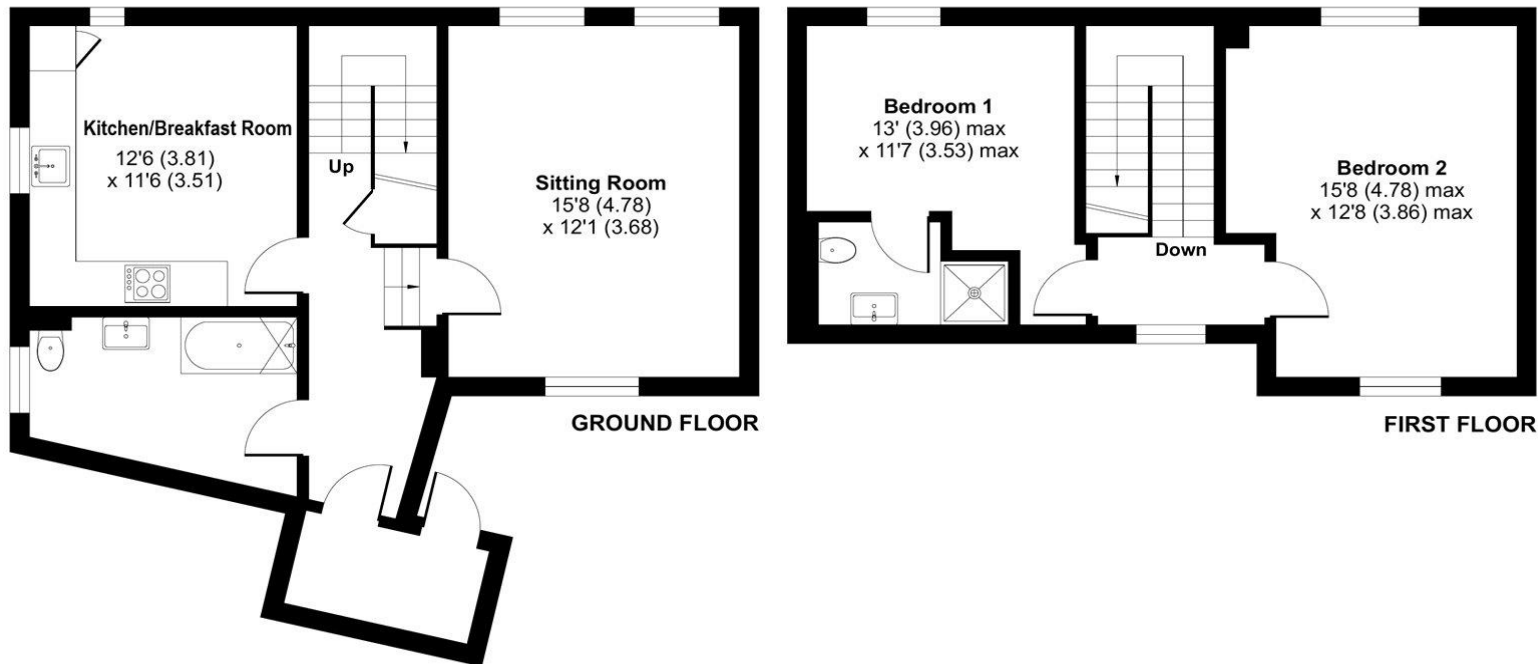 Kitchen/Breakfast Room
12'6 (3.81)
x 11'6 (3.51)
Up
Sitting Room
15'8 (4.78)
x 12'1 (3.68)
GROUND FLOOR
Bedroom 1
13' (3.96) max
x 11'7 (3.53) max
Down
Bedroom 2
15'8 (4.78) max
x 12'8 (3.86) max
FIRST FLOOR